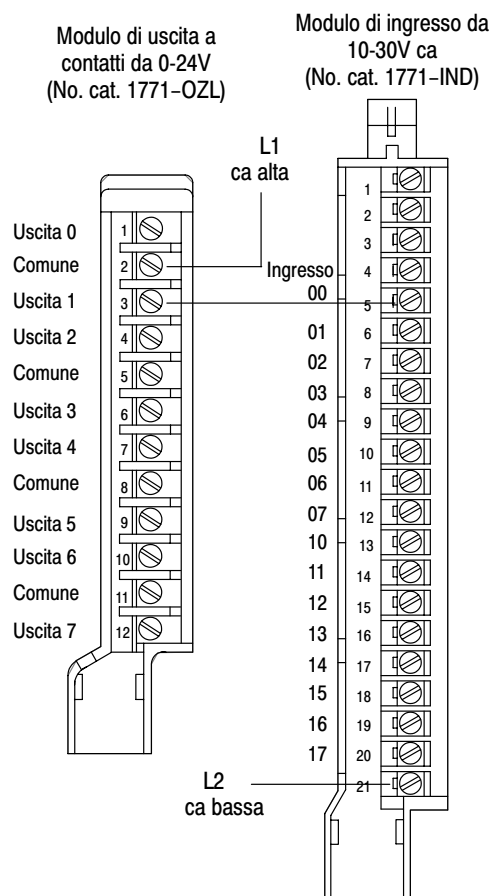 Modulo di uscita a
contatti da 0-24V
(No. cat. 1771–OZL)
Modulo di ingresso da
10-30V ca
(No. cat. 1771–IND)
L1
ca alta
Uscita 0
Comune
Uscita 1
Uscita 2
Comune
Uscita 3
Uscita 4
Comune
Uscita 5
Uscita 6
Comune
Uscita 7
1
2
3
4
5
6
7
8
9
10
11
12
Ingresso
00
01
02
03
04
05
06
07
10
11
12
13
14
15
16
17
1
2
3
4
5
6
7
8
9
10
11
12
13
14
15
16
17
18
19
20
21
L2
ca bassa